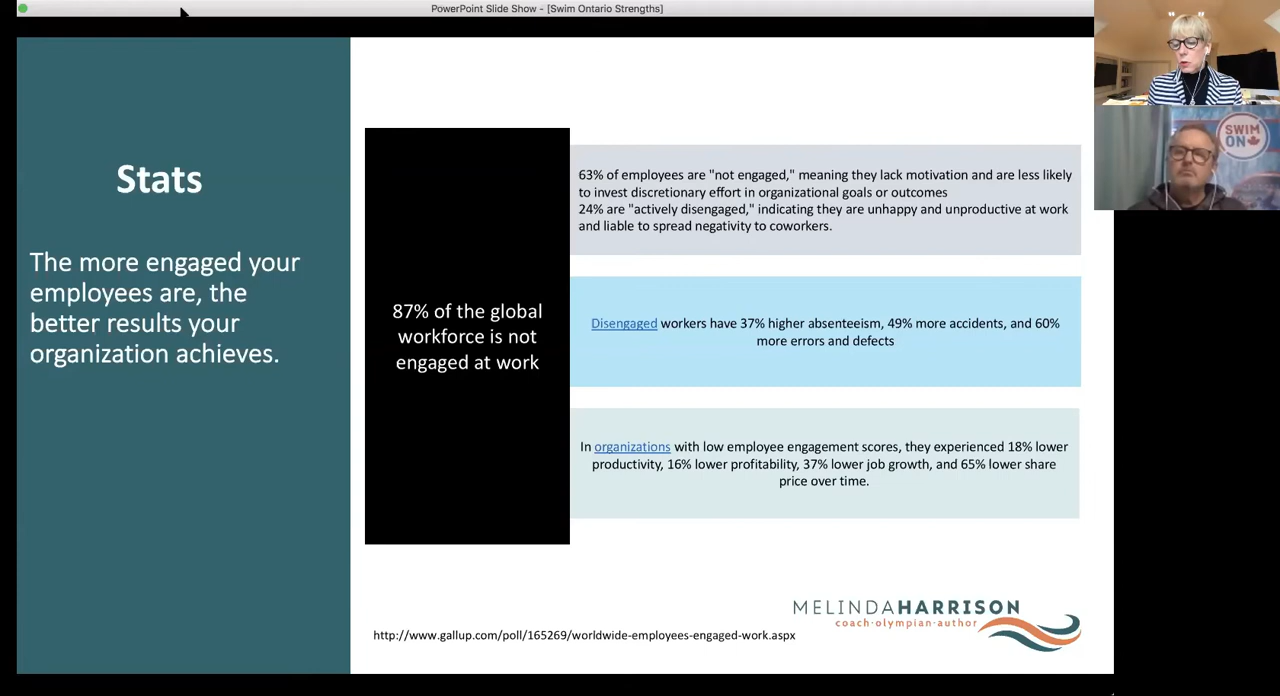 PowerPoint Slide Show - [Swim Ontario Strengths]
Stats
The more engaged your
employees are, the
better results your
organization achieves.
87% of the global
workforce is not
engaged at work
63% of employees are "not engaged," meaning they lack motivation and are less likely
to invest discretionary effort in organizational goals or outcomes
24% are "actively disengaged," indicating they are unhappy and unproductive at work
and liable to spread negativity to coworkers.
Disengaged workers have 37% higher absenteeism, 49% more accidents, and 60%
more errors and defects
In organizations with low employee engagement scores, they experienced 18% lower
productivity, 16% lower profitability, 37% lower job growth, and 65% lower share
price over time.
http://www.gallup.com/poll/165269/worldwide-employees-engaged-work.aspx
MELINDAHARRISON
coach·olympian·author
SWIM
ON